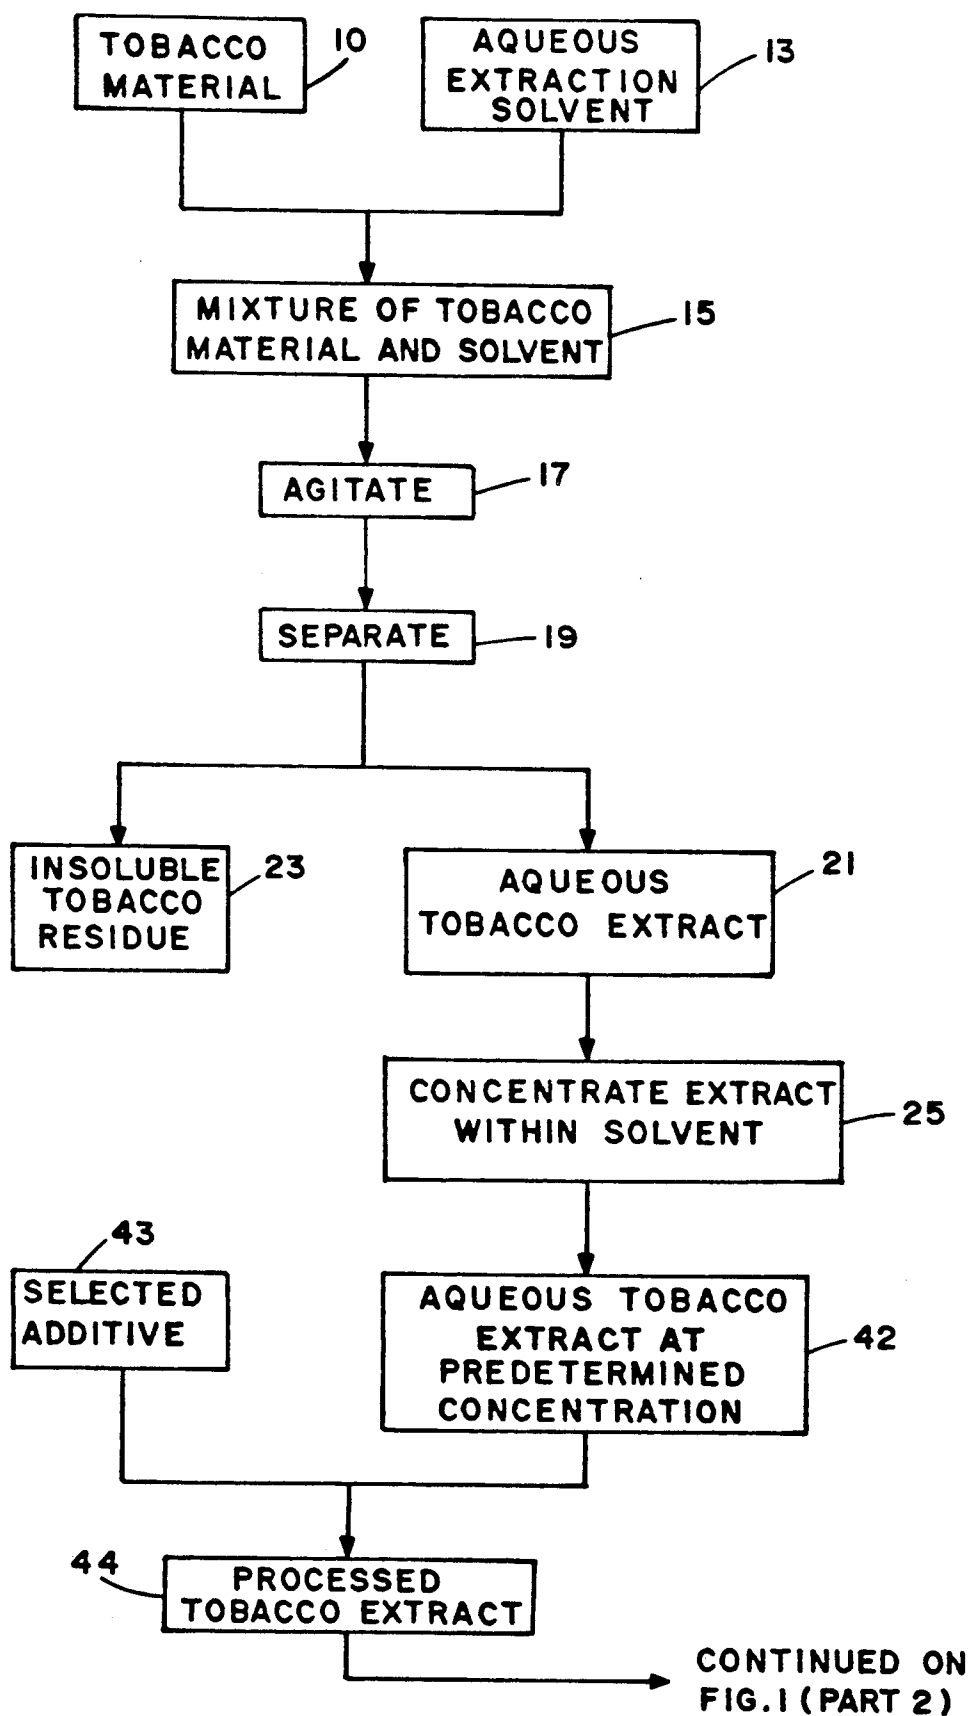 TOBACCO
MATERIAL
10
AQUEOUS
EXTRACTION
SOLVENT
13
MIXTURE OF TOBACCO
MATERIAL AND SOLVENT
15
AGITATE
17
SEPARATE
19
INSOLUBLE
TOBACCO
RESIDUE
23
AQUEOUS
TOBACCO EXTRACT
21
CONCENTRATE EXTRACT
WITHIN SOLVENT
25
43
SELECTED
ADDITIVE
AQUEOUS TOBACCO
EXTRACT AT
PREDETERMINED
CONCENTRATION
42
44
PROCESSED
TOBACCO EXTRACT
CONTINUED ON
FIG. 1 (PART 2)